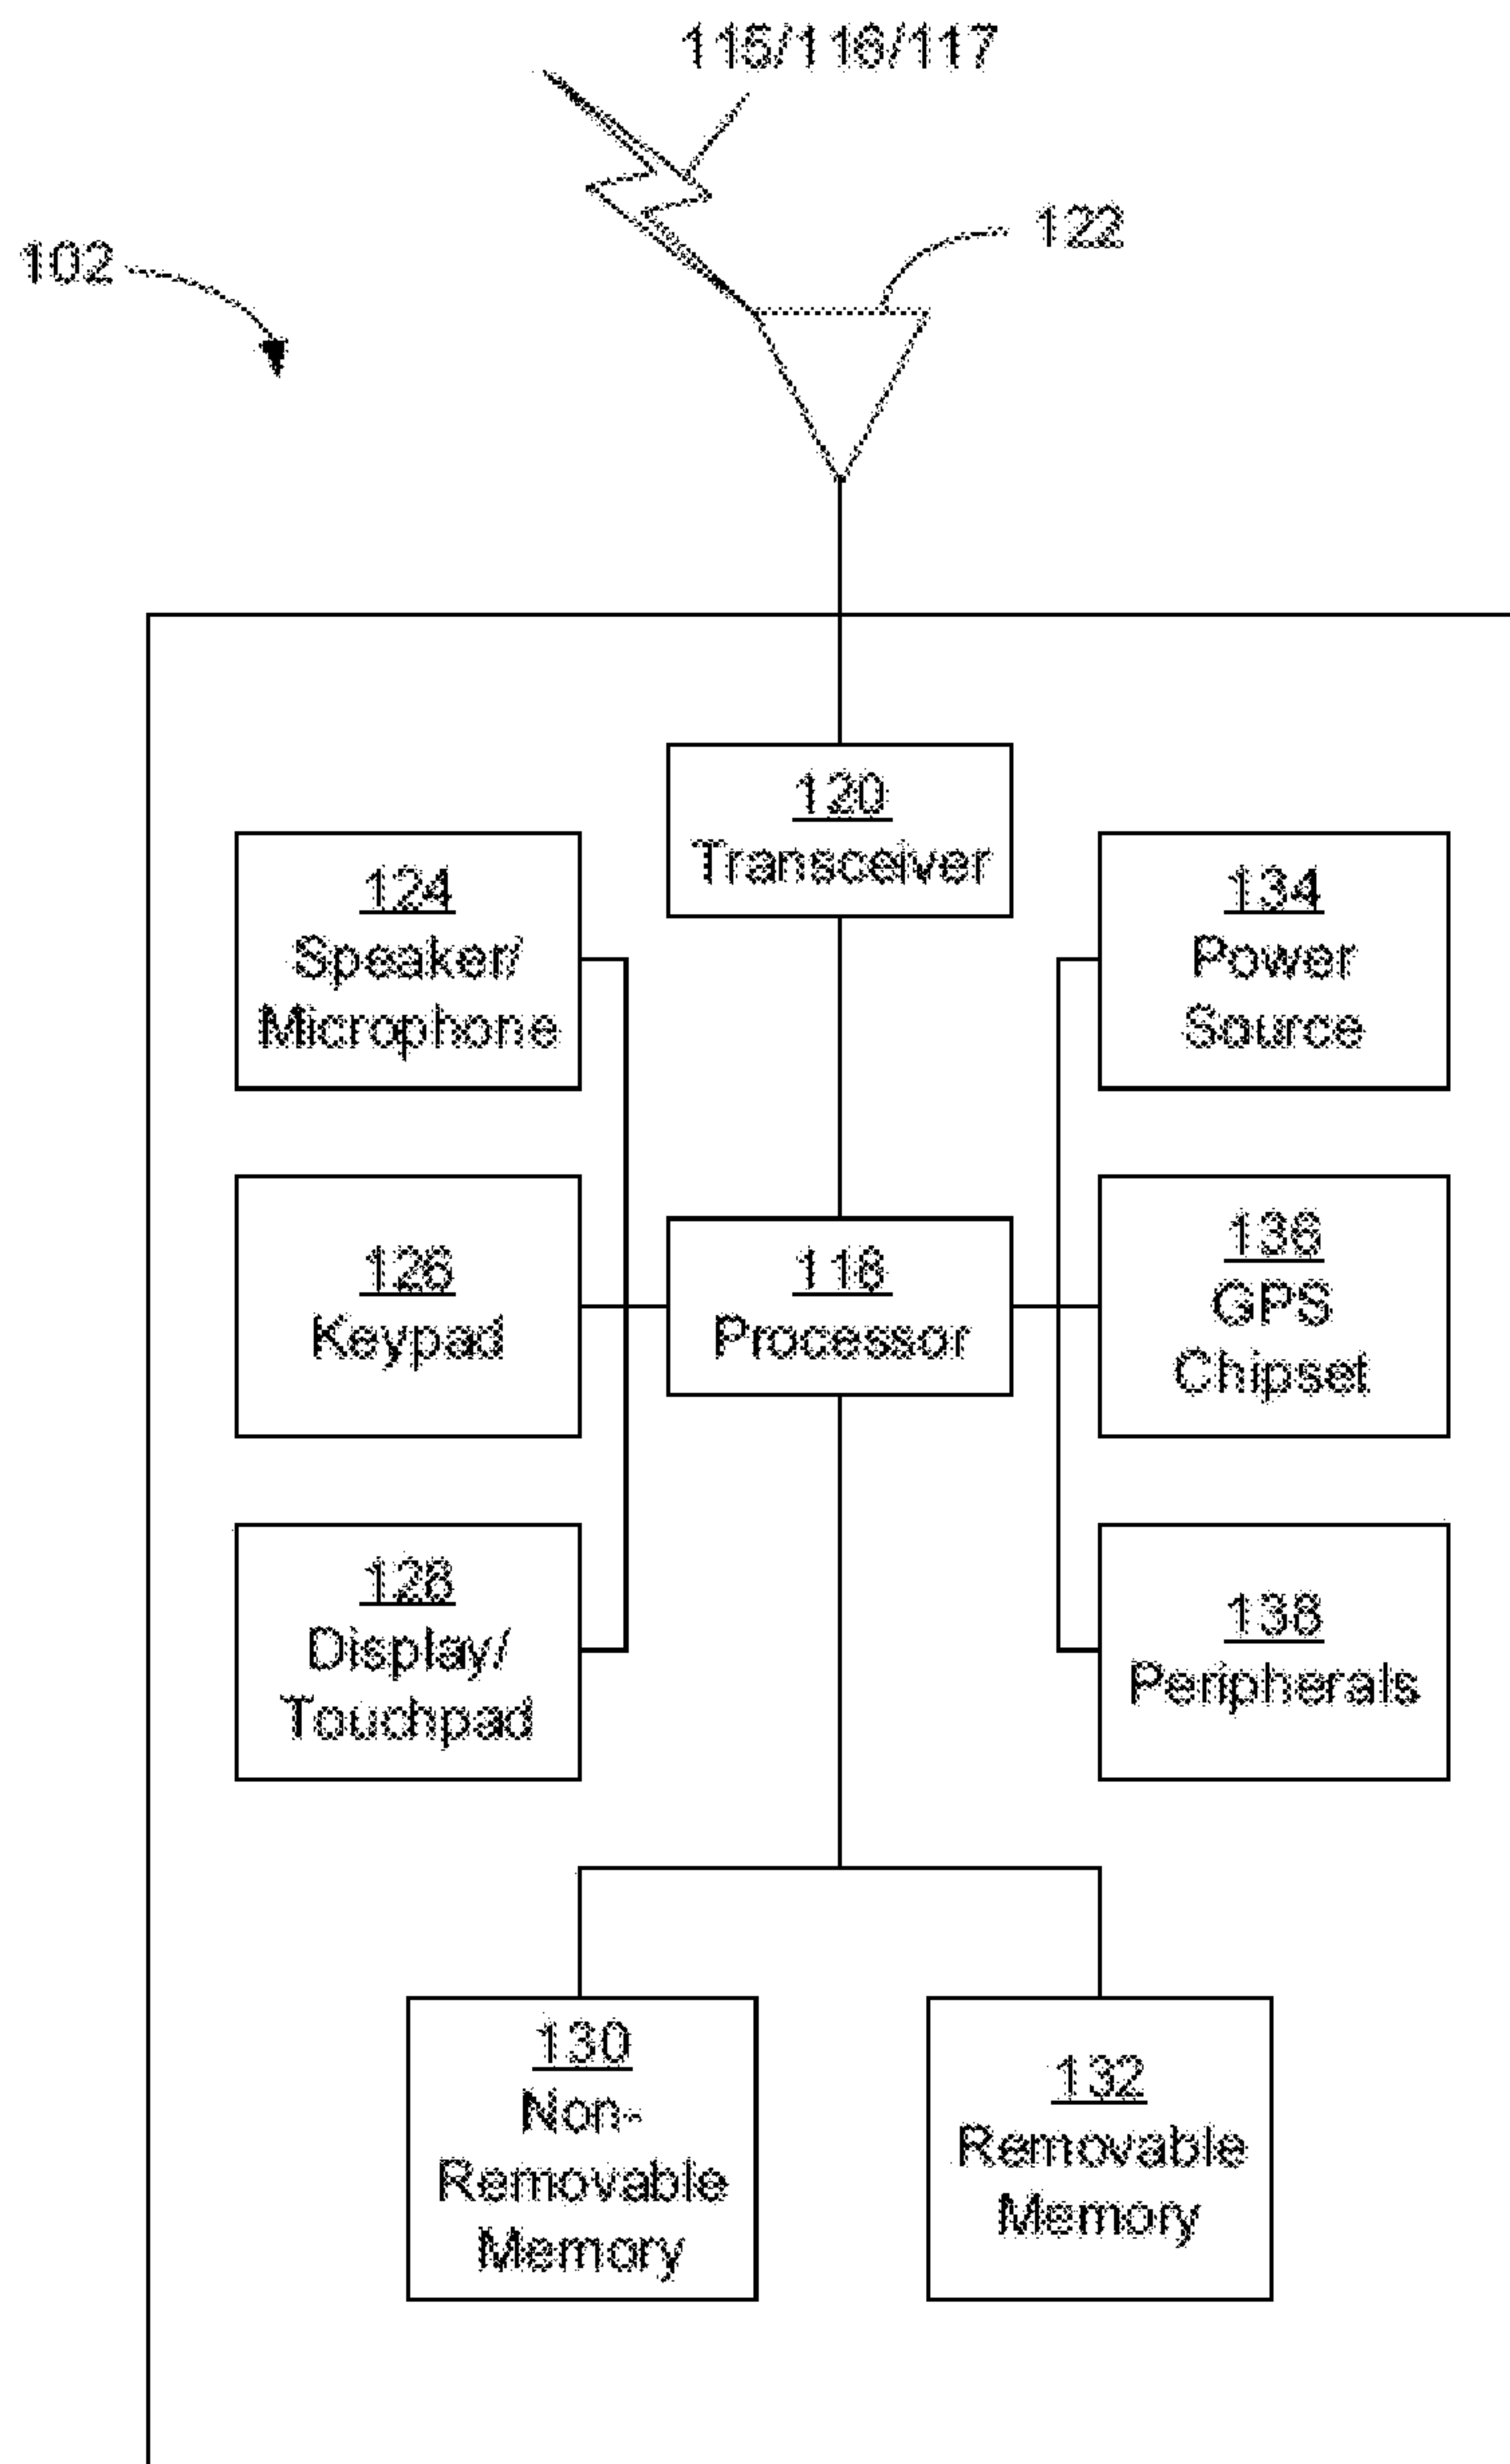 115/116/117
122
102
120
Transceiver
124
Speaker/
Microphone
134
Power
Source
126
Keypad
118
Processor
136
GPS
Chipset
128
Display/
Touchpad
138
Peripherals
130
Non-
Removable
Memory
132
Removable
Memory